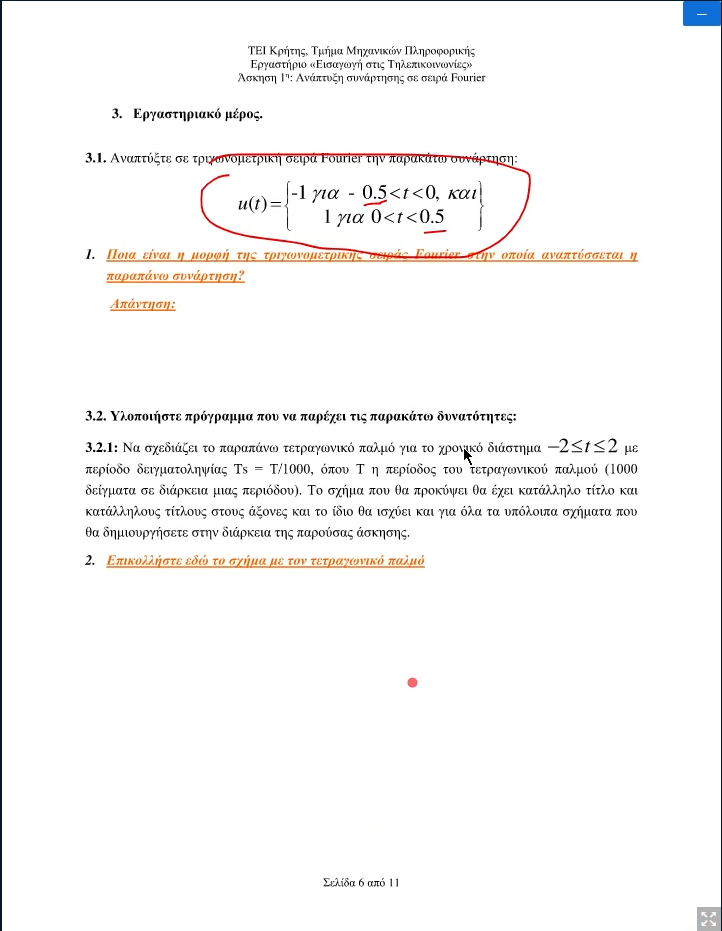 ΤΕΙ Κρήτης, Τμήμα Μηχανικών Πληροφορικής
Εργαστήριο «Εισαγωγή στις Τηλεπικοινωνίες»
Άσκηση 1η: Ανάπτυξη συνάρτησης σε σειρά Fourier
3. Εργαστηριακό μέρος.
3.1. Αναπτύξτε σε τριγωνομετρική σειρά Fourier την παρακάτω συνάρτηση:
-1 για - 0.5<t<0, και
u(t)=
1 για 0<t<0.5
1. Ποια είναι η μορφή της τριγωνομετρικής σειράς Fourier στην οποία αναπτύσσεται η
παραπάνω συνάρτηση?
Απάντηση:
3.2. Υλοποιήστε πρόγραμμα που να παρέχει τις παρακάτω δυνατότητες:
3.2.1: Να σχεδιάζει το παραπάνω τετραγωνικό παλμό για το χρονικό διάστημα −2≤t≤2 με
περίοδο δειγματοληψίας Ts = T/1000, όπου Τ η περίοδος του τετραγωνικού παλμού (1000
δείγματα σε διάρκεια μιας περιόδου). Το σχήμα που θα προκύψει θα έχει κατάλληλο τίτλο και
κατάλληλους τίτλους στους άξονες και το ίδιο θα ισχύει και για όλα τα υπόλοιπα σχήματα που
θα δημιουργήσετε στην διάρκεια της παρούσας άσκησης.
2. Επικολλήστε εδώ το σχήμα με τον τετραγωνικό παλμό
Σελίδα 6 από 11